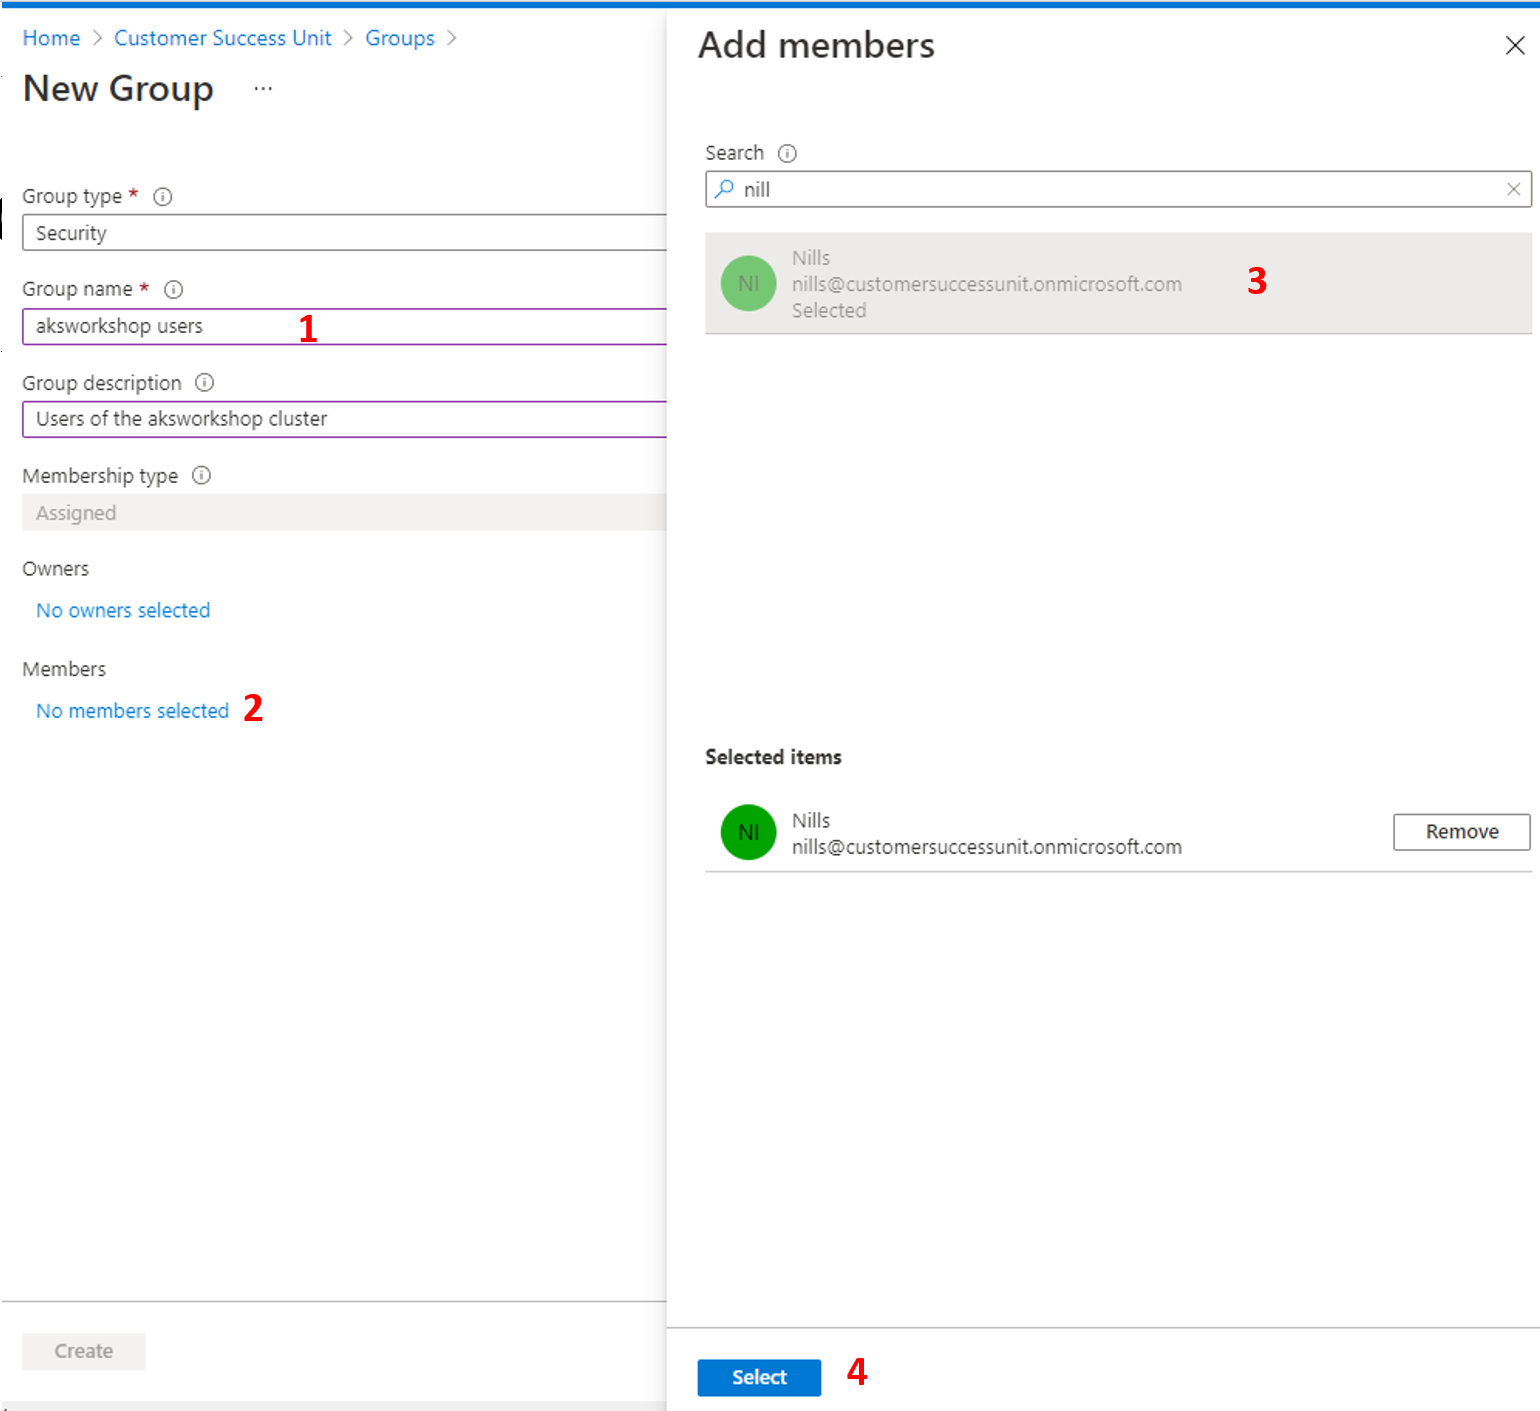 Home > Customer Success Unit > Groups >
New Group ...
Group type *
Security
Group name *
aksworkshop users 1
Group description
Users of the aksworkshop cluster
Membership type
Assigned
Owners
No owners selected
Members
No members selected 2
Create
Add members
Search
nill
NI
Nills
nills@customersuccessunit.onmicrosoft.com 3
Selected
Selected items
NI
Nills
nills@customersuccessunit.onmicrosoft.com
Remove
Select 4